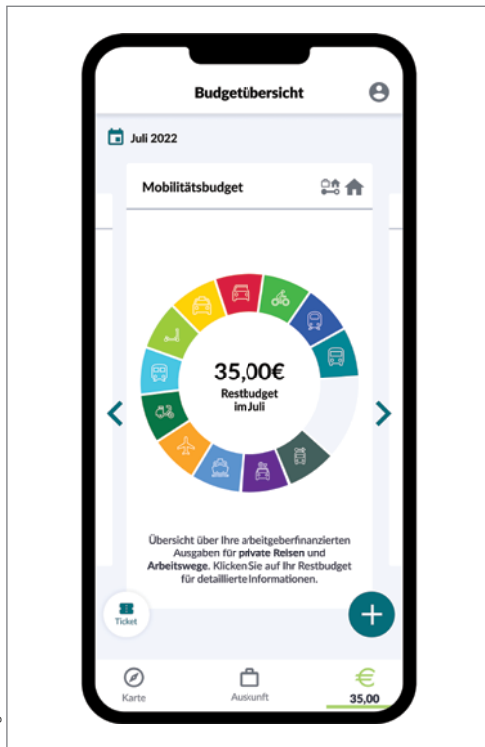 Budgetübersicht
Juli 2022
Mobilitätsbudget
35,00€
Restbudget
im Juli
Übersicht über Ihre arbeitgeberfinanzierten
Ausgaben für private Reisen und
Arbeitswege. Klicken Sie auf Ihr Restbudget
für detaillierte Informationen.
Ticket
Karte
Auskunft
35,00